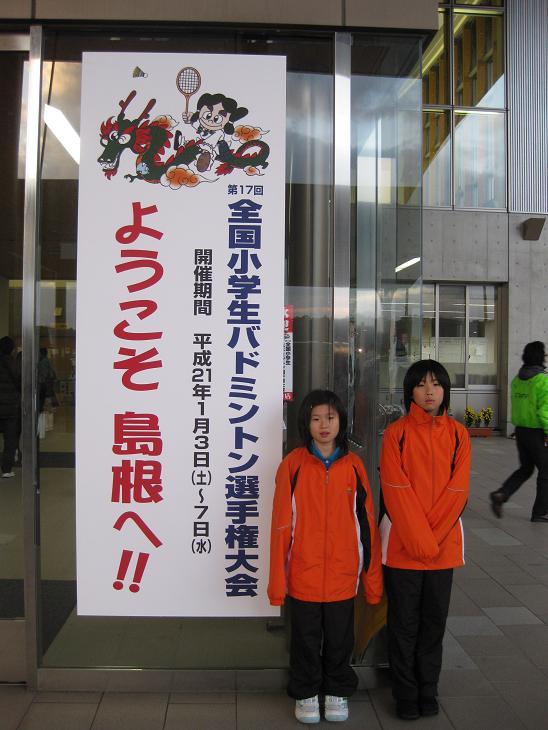 第17回
全国小学生バドミントン選手権大会
開催期間 平成21年1月3日(土)～7日(水)
ようこそ 島根へ!!